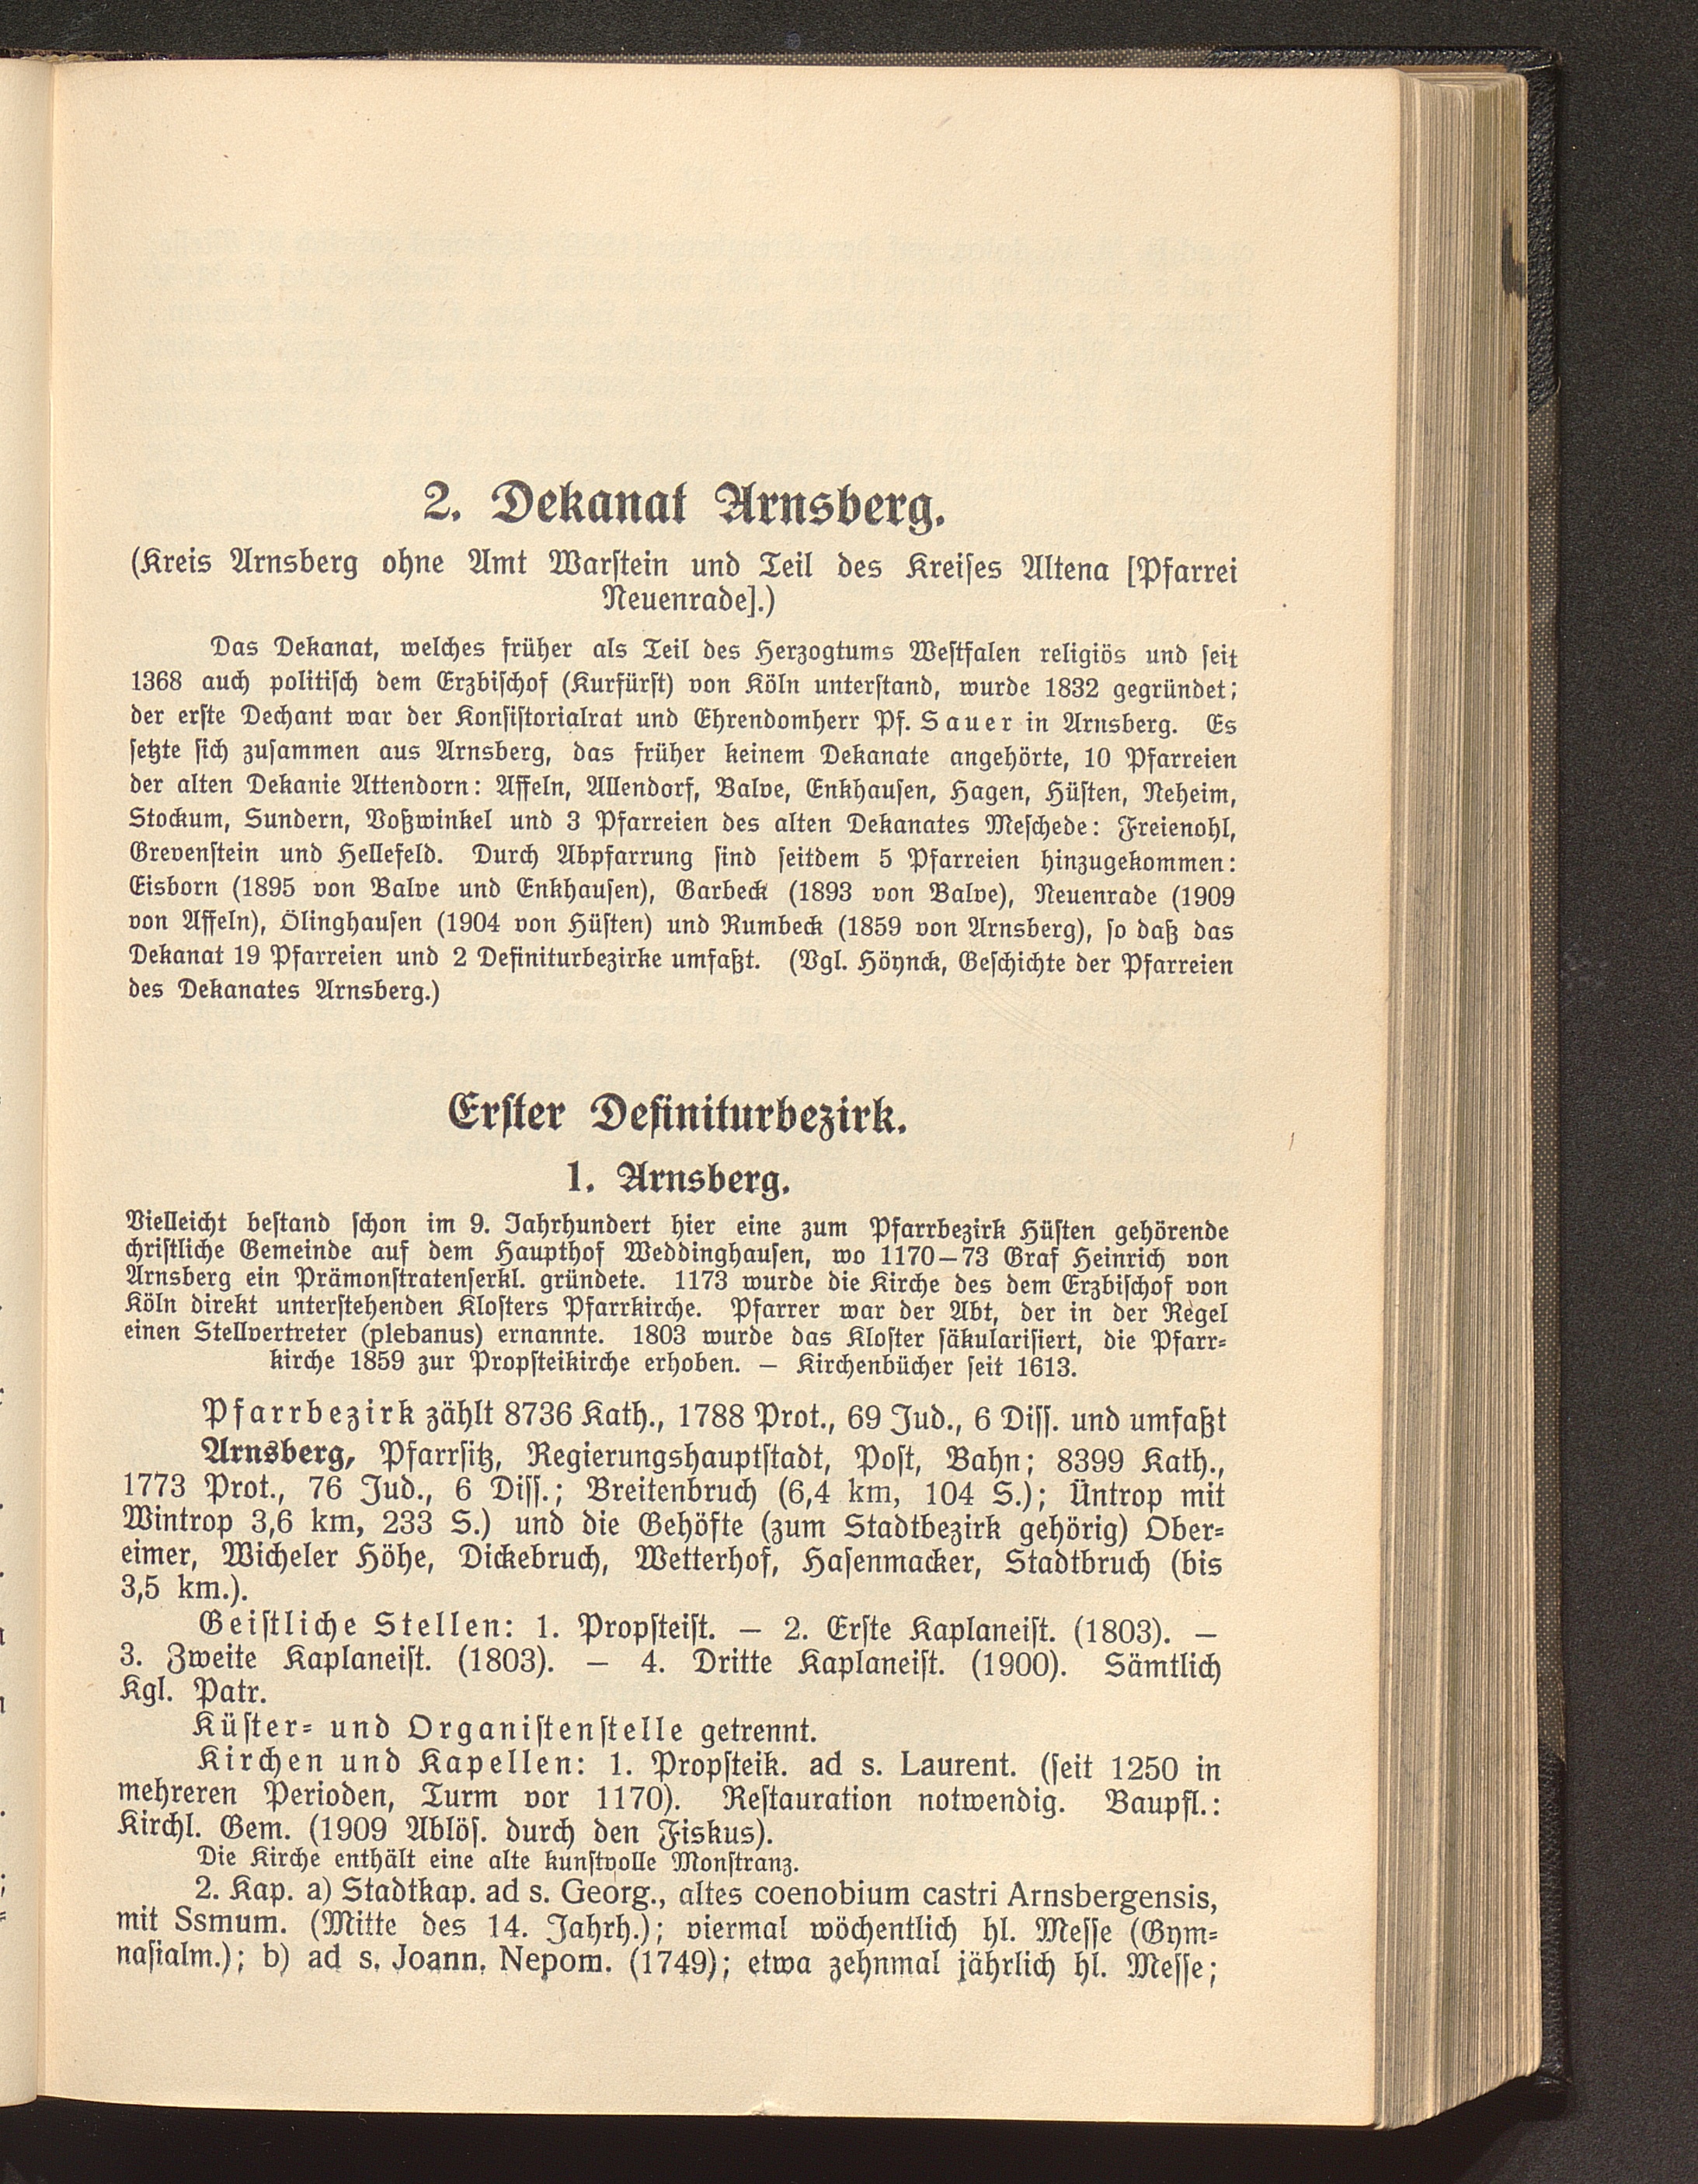 2. Dekanat Arnsberg.
(Kreis Arnsberg ohne Amt Warstein und Teil des Kreises Altena [Pfarrei
Neuenrade].)
Das Dekanat, welches früher als Teil des Herzogtums Westfalen religiös und seit
1368 auch politisch dem Erzbischof (Kurfürst) von Köln unterstand, wurde 1832 gegründet;
der erste Dechant war der Konsistorialrat und Ehrendomherr Pf. Sauer in Arnsberg. Es
setzte sich zusammen aus Arnsberg, das früher keinem Dekanate angehörte, 10 Pfarreien
der alten Dekanie Attendorn: Affeln, Allendorf, Balve, Enkhausen, Hagen, Hüsten, Neheim,
Stockum, Sundern, Voßwinkel und 3 Pfarreien des alten Dekanates Meschede: Freienohl,
Grevenstein und Hellefeld. Durch Abpfarrung sind seitdem 5 Pfarreien hinzugekommen:
Eisborn (1895 von Balve und Enkhausen), Garbeck (1893 von Balve), Neuenrade (1909
von Affeln), Ölinghausen (1904 von Hüsten) und Rumbeck (1859 von Arnsberg), so daß das
Dekanat 19 Pfarreien und 2 Definiturbezirke umfaßt. (Vgl. Höynck, Geschichte der Pfarreien
des Dekanates Arnsberg.)
Erster Definiturbezirk.
1. Arnsberg.
Vielleicht bestand schon im 9. Jahrhundert hier eine zum Pfarrbezirk Hüsten gehörende
christliche Gemeinde auf dem Haupthof Weddinghausen, wo 1170–73 Graf Heinrich von
Arnsberg ein Prämonstratenserkl. gründete. 1173 wurde die Kirche des dem Erzbischof von
Köln direkt unterstehenden Klosters Pfarrkirche. Pfarrer war der Abt, der in der Regel
einen Stellvertreter (plebanus) ernannte. 1803 wurde das Kloster säkularisiert, die Pfarr-
kirche 1859 zur Propsteikirche erhoben. — Kirchenbücher seit 1613.
Pfarrbezirk zählt 8736 Kath., 1788 Prot., 69 Jud., 6 Diss. und umfaßt
Arnsberg, Pfarrsitz, Regierungshauptstadt, Post, Bahn; 8399 Kath.,
1773 Prot., 76 Jud., 6 Diss.; Breitenbruch (6,4 km, 104 S.); Üntrop mit
Wintrop 3,6 km, 233 S.) und die Gehöfte (zum Stadtbezirk gehörig) Ober-
eimer, Wicheler Höhe, Dickebruch, Wetterhof, Hasenmacker, Stadtbruch (bis
3,5 km.).
Geistliche Stellen: 1. Propsteist. — 2. Erste Kaplaneist. (1803). —
3. Zweite Kaplaneist. (1803). — 4. Dritte Kaplaneist. (1900). Sämtlich
Kgl. Patr.
Küster- und Organistenstelle getrennt.
Kirchen und Kapellen: 1. Propsteik. ad s. Laurent. (seit 1250 in
mehreren Perioden, Turm vor 1170). Restauration notwendig. Baupfl.:
Kirchl. Gem. (1909 Ablös. durch den Fiskus).
Die Kirche enthält eine alte kunstvolle Monstranz.
2. Kap. a) Stadtkap. ad s. Georg., altes coenobium castri Arnsbergensis,
mit Ssmum. (Mitte des 14. Jahrh.); viermal wöchentlich hl. Messe (Gym-
nasialm.); b) ad s. Joann. Nepom. (1749); etwa zehnmal jährlich hl. Messe;